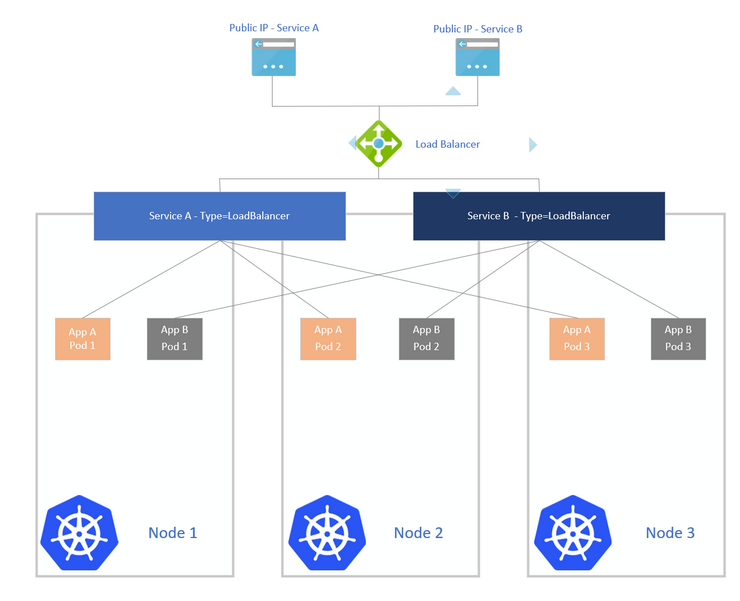 Public IP - Service A
Public IP - Service B
Load Balancer
Service A - Type=LoadBalancer
Service B - Type=LoadBalancer
App A
Pod 1
App B
Pod 1
App A
Pod 2
App B
Pod 2
App A
Pod 3
App B
Pod 3
Node 1
Node 2
Node 3